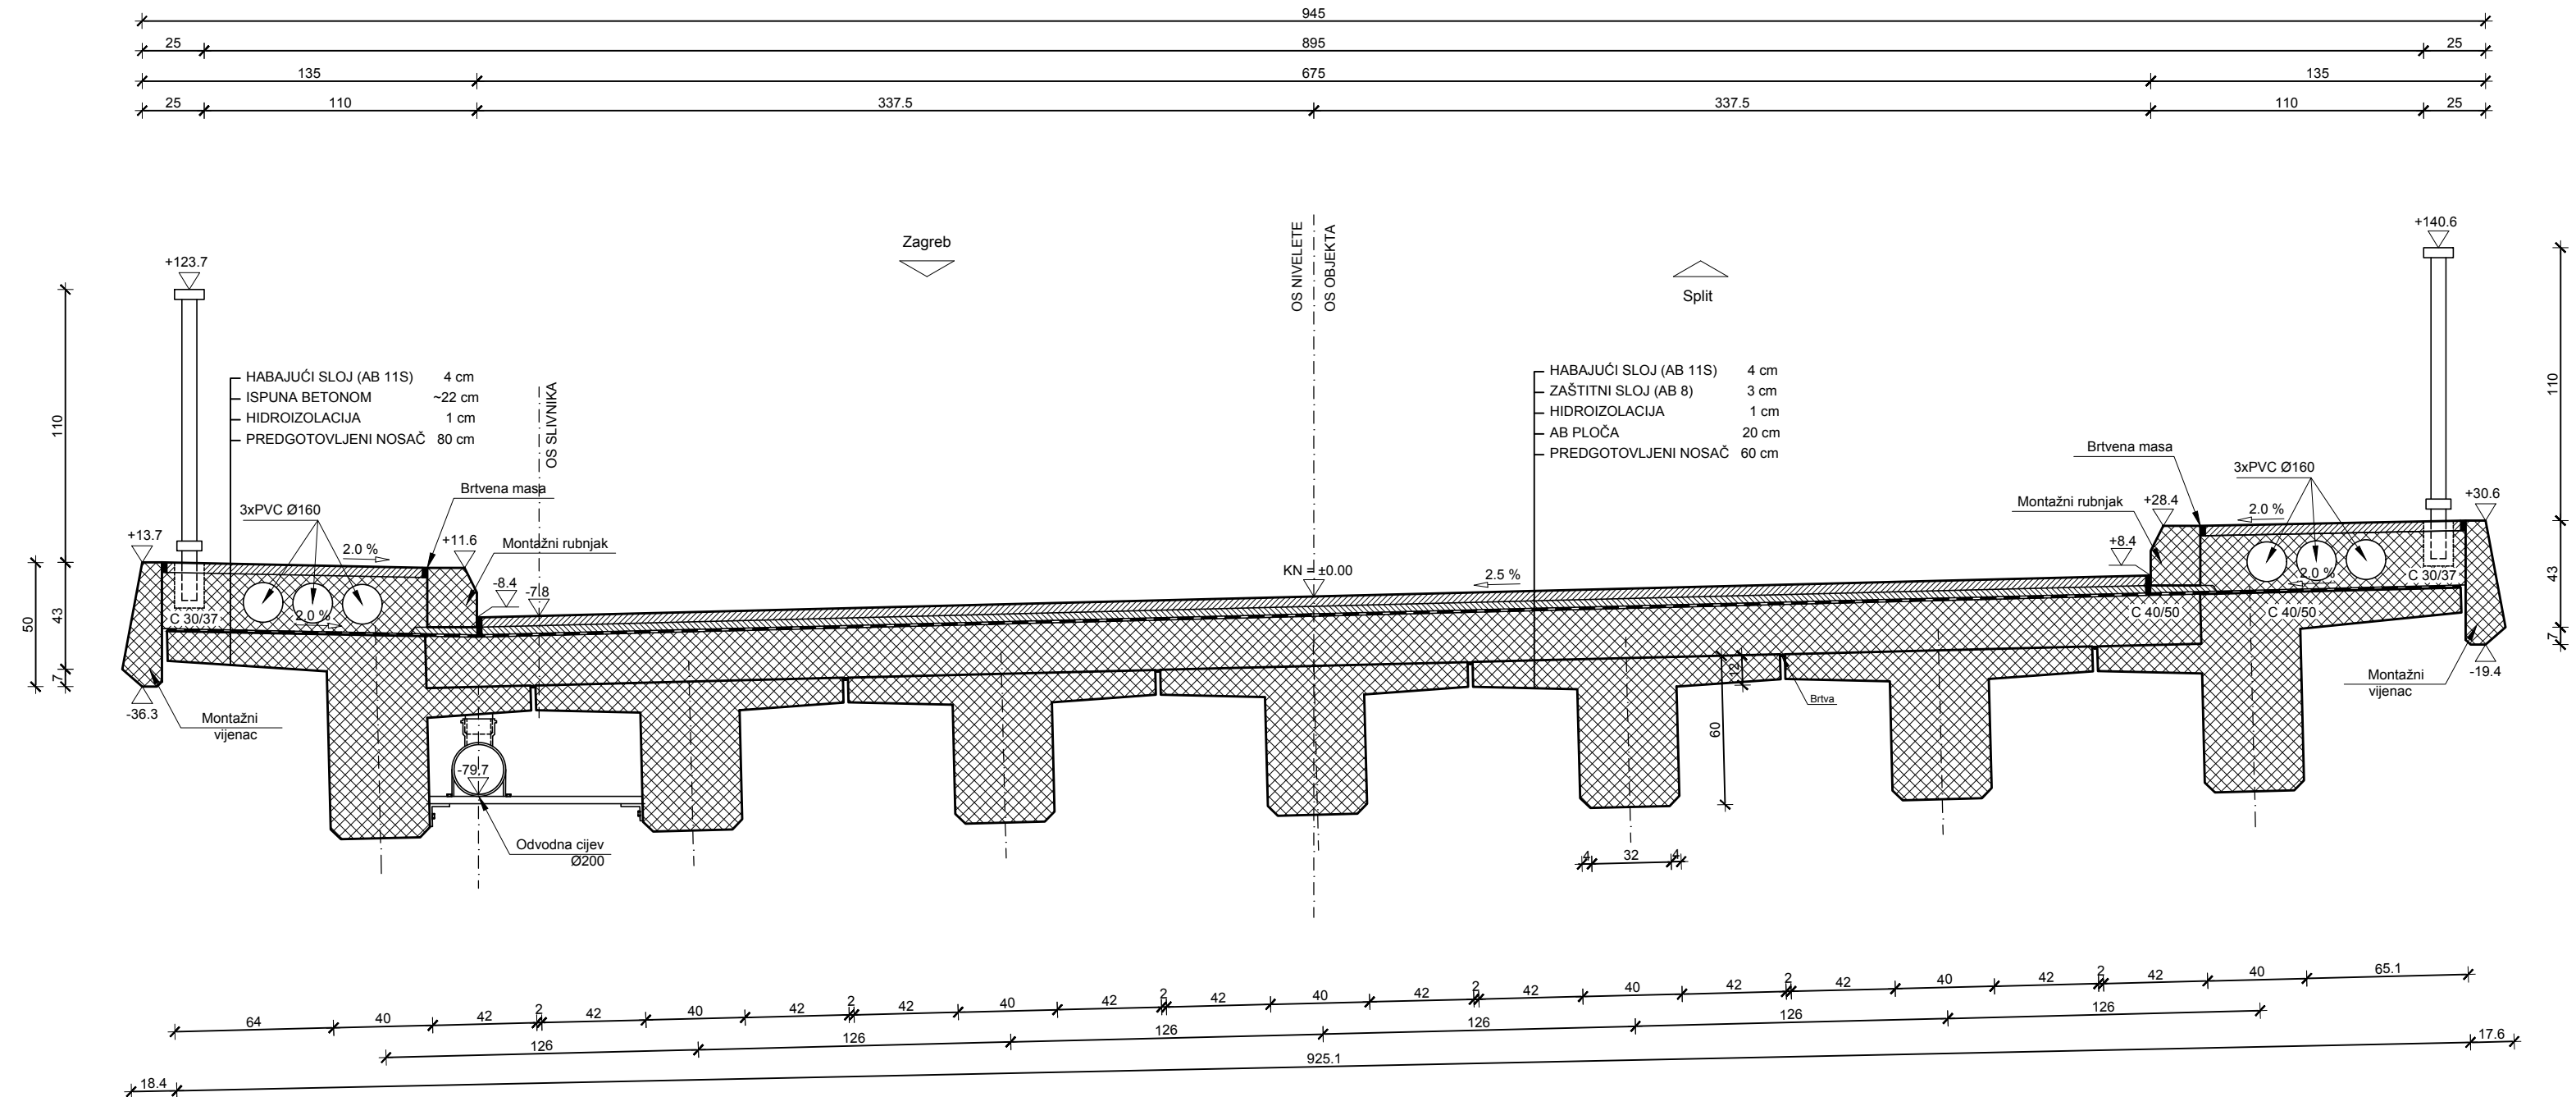 945
25 895 25
135 675 135
25 110 337.5 337.5 110 25
+123.7
Zagreb
OS NIVELETE
OS OBJEKTA
Split
+140.6
110
HABAJUĆI SLOJ (AB 11S) 4 cm
ISPUNA BETONOM ~22 cm
HIDROIZOLACIJA 1 cm
PREDGOTOVLJENI NOSAČ 80 cm
OS SLIVNIKA
HABAJUĆI SLOJ (AB 11S) 4 cm
ZAŠTITNI SLOJ (AB 8) 3 cm
HIDROIZOLACIJA 1 cm
AB PLOČA 20 cm
PREDGOTOVLJENI NOSAČ 60 cm
110
Brtvena masa
3xPVC Ø160
+13.7
2.0 %
+11.6
Montažni rubnjak
-8.4
-7.8
KN = ±0.00
2.5 %
Brtvena masa
3xPVC Ø160
Montažni rubnjak
+28.4
2.0 %
+30.6
+8.4
50
43
7
C 30/37
2.0 %
C 40/50
C 40/50
2.0 %
C 30/37
43
7
-36.3
Montažni
vijenac
-79.7
Odvodna cijev
Ø200
12
60
Brtva
Montažni
vijenac
-19.4
4 32 4
64 40 42 2 42 40 42 2 42 40 42 2 42 40 42 2 42 40 42 2 42 40 42 2 42 40 65.1
126 126 126 126 126 126
18.4 925.1 17.6